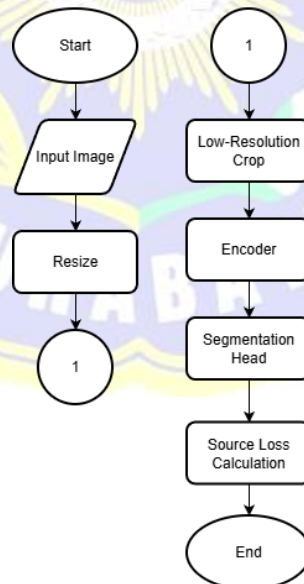 Start
Input Image
Resize
1
1
Low-Resolution
Crop
Encoder
Segmentation
Head
Source Loss
Calculation
End